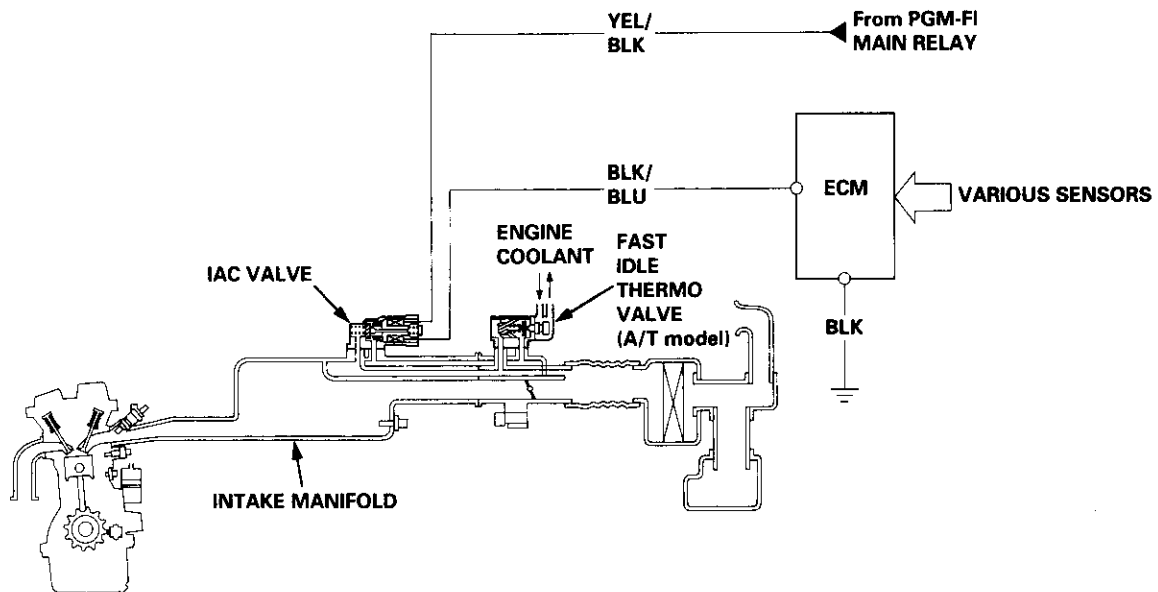 YEL/
BLK
From PGM-FI
MAIN RELAY
BLK/
BLU
ECM
VARIOUS SENSORS
ENGINE
COOLANT
FAST
IDLE
THERMO
VALVE
(A/T model)
IAC VALVE
BLK
INTAKE MANIFOLD